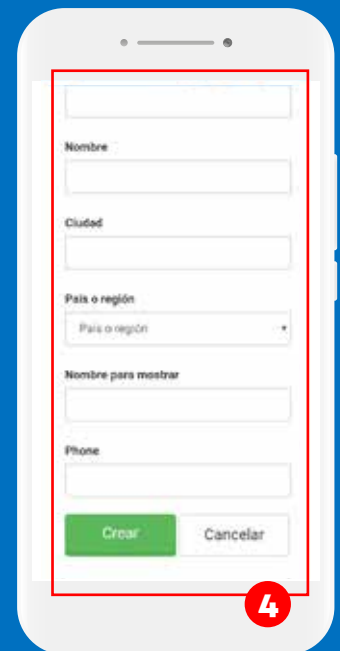 Nombre
Ciudad
País o región
País o región
Nombre para mostrar
Phone
Crear
Cancelar
4